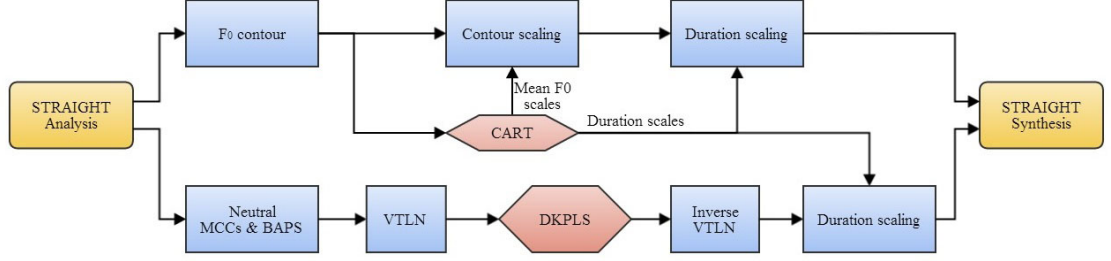 STRAIGHT
Analysis
F0 contour
Contour scaling
Duration scaling
Mean F0
scales
CART
Duration scales
STRAIGHT
Synthesis
Neutral
MCCs & BAPS
VTLN
DKPLS
Inverse
VTLN
Duration scaling